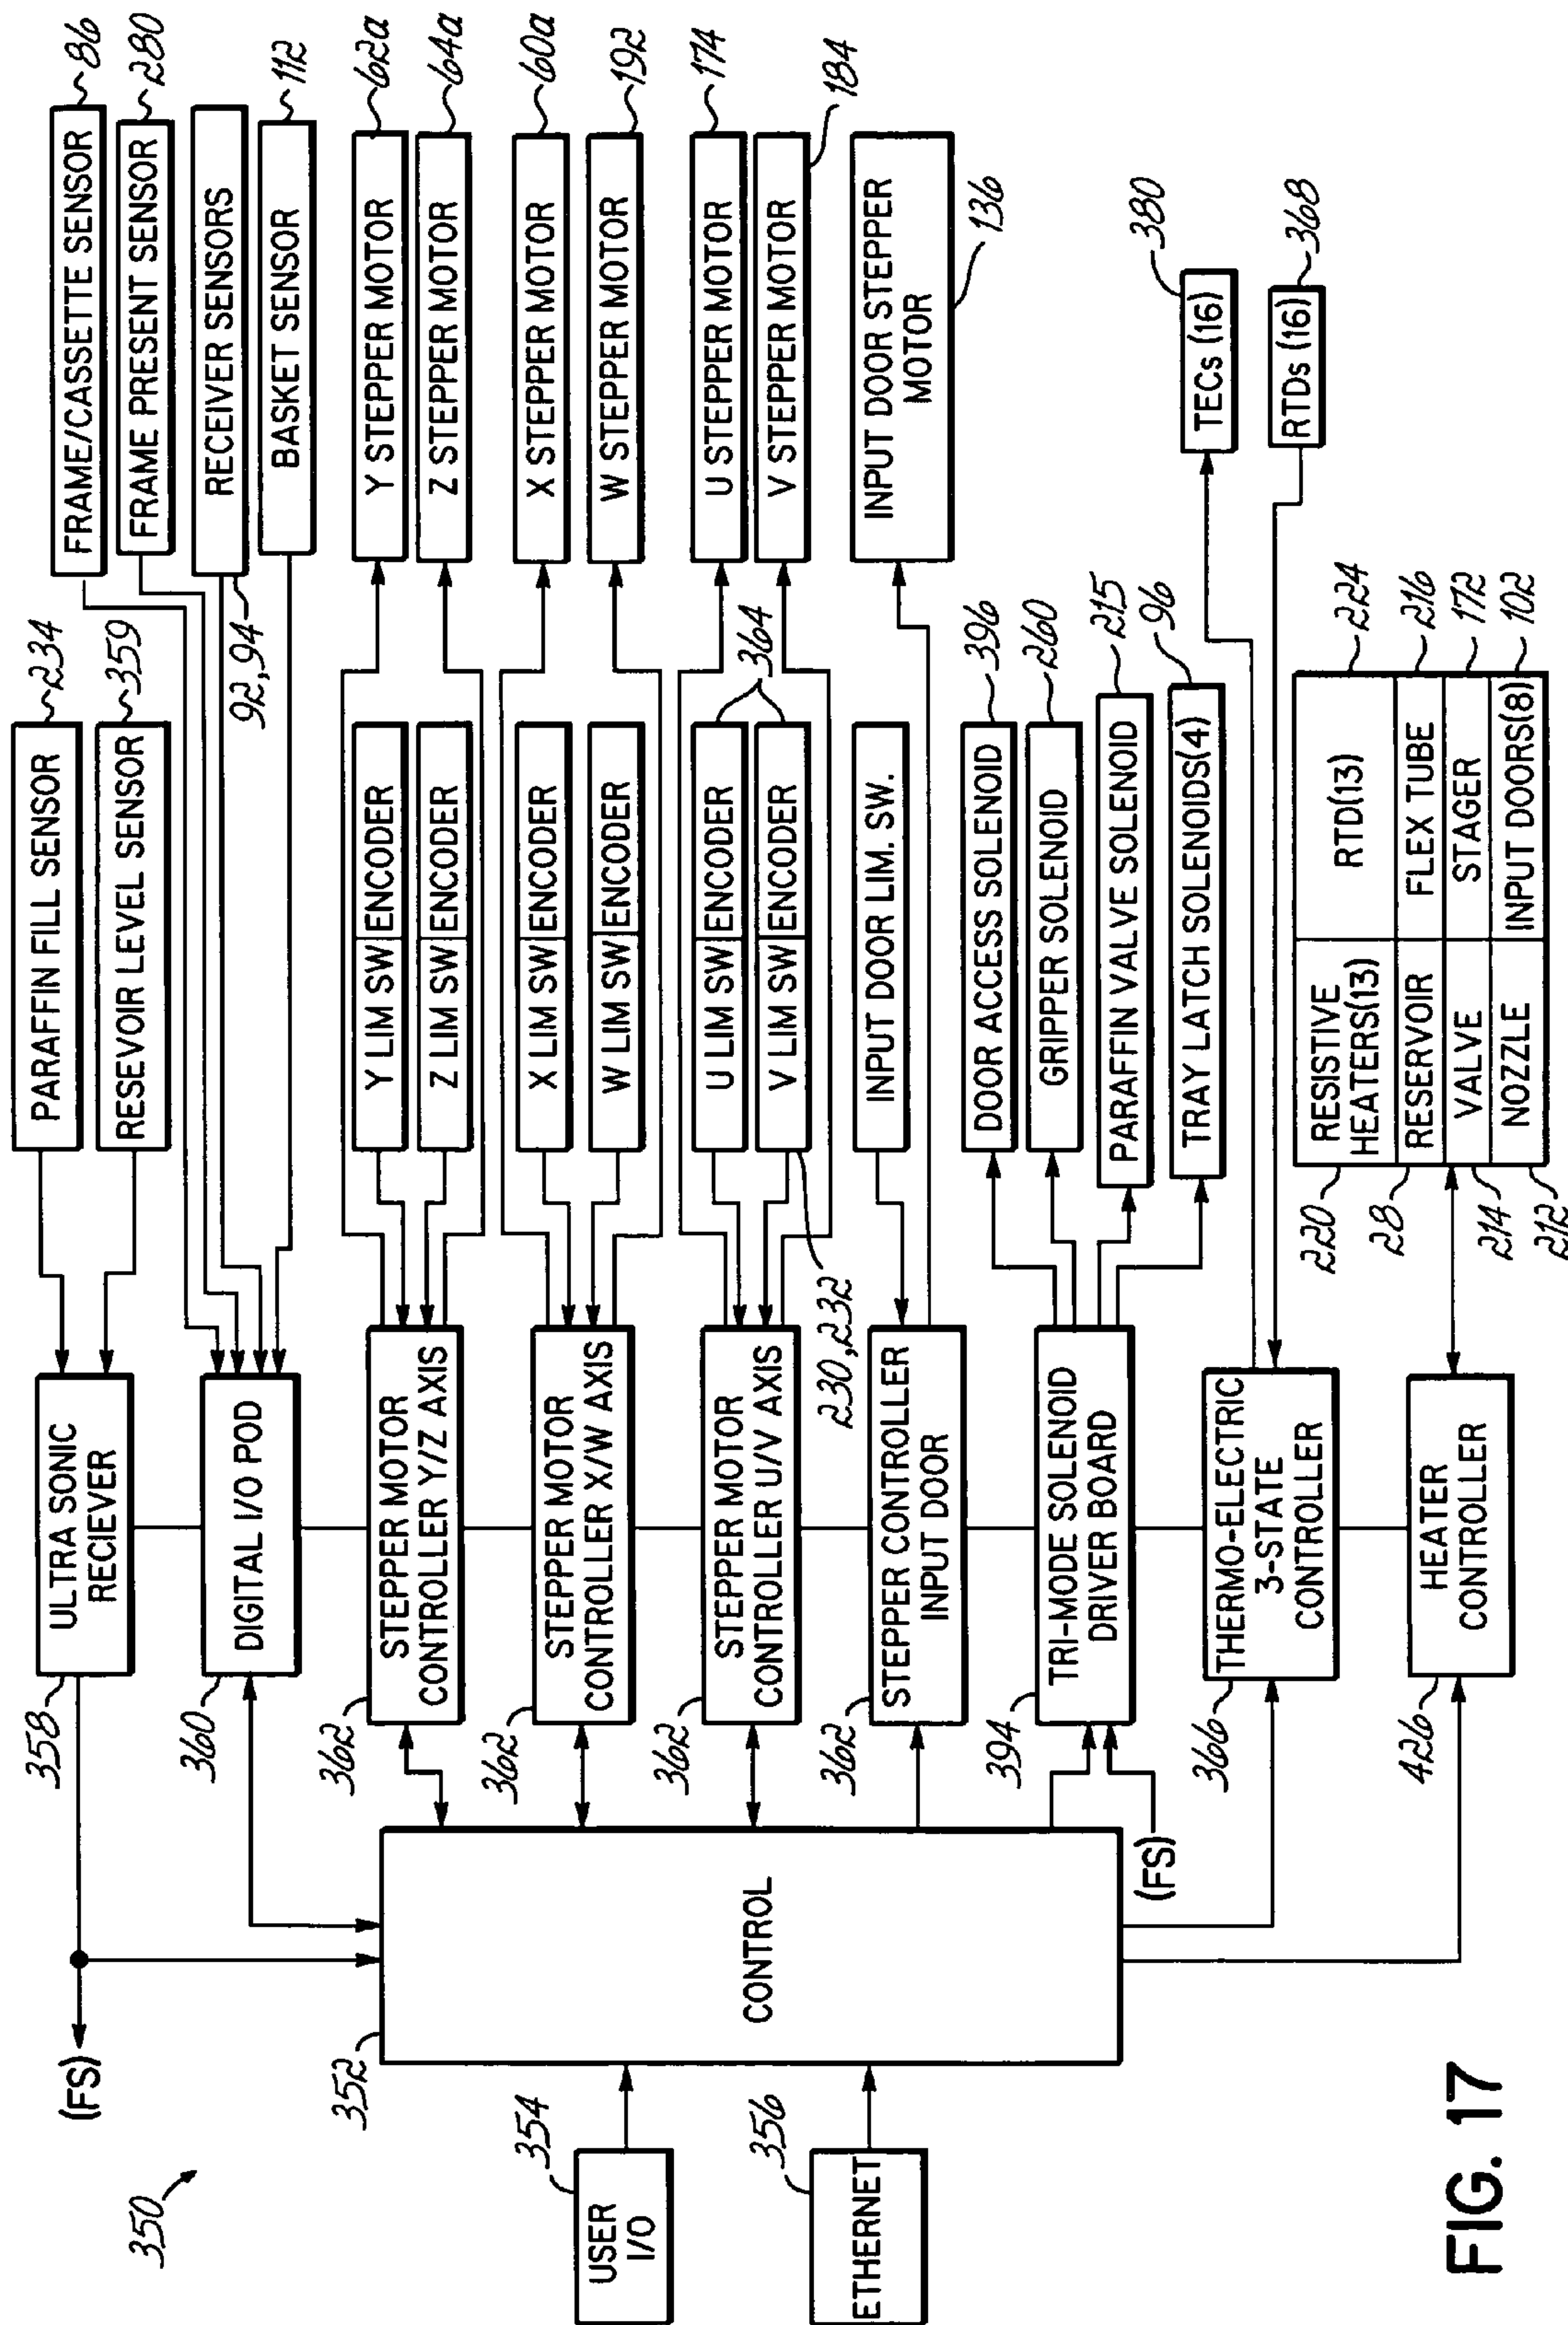 350
(FS)
USER
I/O
354
ETHERNET
356
352
CONTROL
(FS)
358
ULTRA SONIC
RECIEVER
360
DIGITAL I/O POD
362
STEPPER MOTOR
CONTROLLER Y/Z AXIS
362
STEPPER MOTOR
CONTROLLER X/W AXIS
362
STEPPER MOTOR
CONTROLLER U/V AXIS
362
STEPPER CONTROLLER
INPUT DOOR
394
TRI-MODE SOLENOID
DRIVER BOARD
366
THERMO-ELECTRIC
3-STATE
CONTROLLER
426
HEATER
CONTROLLER
PARAFFIN FILL SENSOR
234
RESEVOIR LEVEL SENSOR
359
92, 94
Y LIM SW ENCODER
Z LIM SW ENCODER
X LIM SW ENCODER
W LIM SW ENCODER
U LIM SW ENCODER
V LIM SW ENCODER
364
230, 232
INPUT DOOR LIM. SW.
DOOR ACCESS SOLENOID
396
GRIPPER SOLENOID
260
PARAFFIN VALVE SOLENOID
215
TRAY LATCH SOLENOIDS(4)
96
220
RESISTIVE
HEATERS(13)
RTD(13)
224
28
RESERVOIR
FLEX TUBE
216
214
VALVE
STAGER
172
212
NOZZLE
INPUT DOORS(8)
102
FRAME/CASSETTE SENSOR
86
FRAME PRESENT SENSOR
280
RECEIVER SENSORS
BASKET SENSOR
112
Y STEPPER MOTOR
62a
Z STEPPER MOTOR
64a
X STEPPER MOTOR
60a
W STEPPER MOTOR
192
U STEPPER MOTOR
174
V STEPPER MOTOR
184
INPUT DOOR STEPPER
MOTOR
136
TECs (16)
380
RTDs (16)
368
FIG. 17